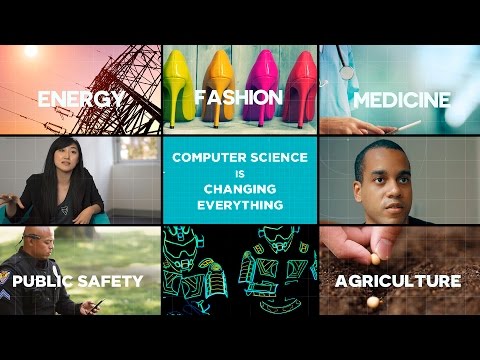 ENERGY
FASHION
MEDICINE
COMPUTER SCIENCE
IS
CHANGING
EVERYTHING
PUBLIC SAFETY
AGRICULTURE